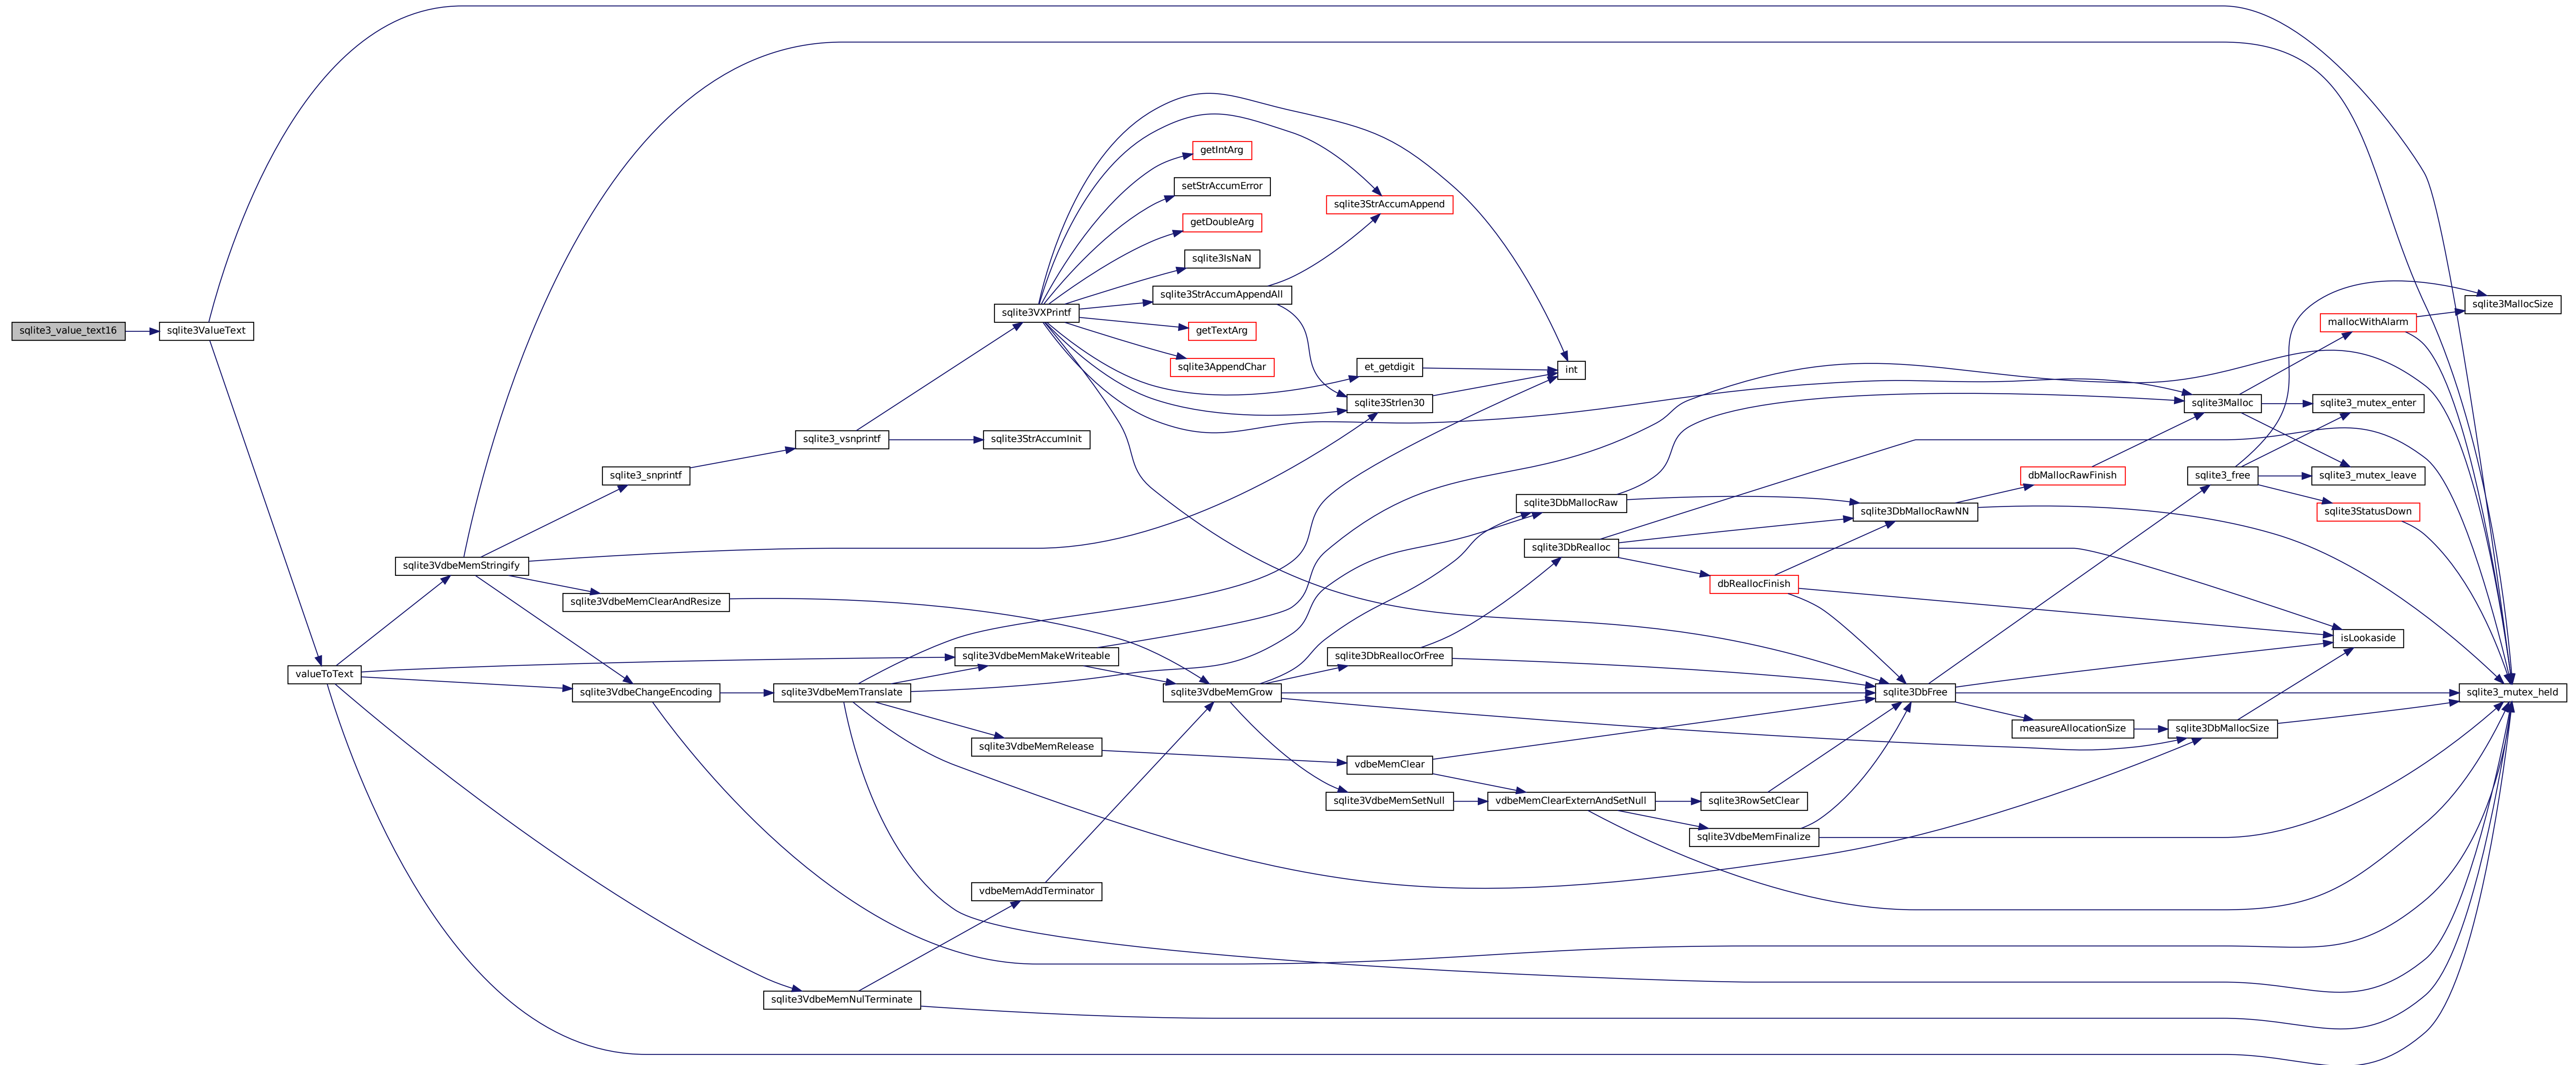 sqlite3_value_text16
sqlite3ValueText
valueToText
sqlite3VdbeMemStringify
sqlite3_snprintf
sqlite3VdbeMemClearAndResize
sqlite3VdbeChangeEncoding
sqlite3_vsnprintf
sqlite3VdbeMemTranslate
sqlite3VdbeMemNulTerminate
sqlite3VXPrintf
sqlite3StrAccumInit
sqlite3VdbeMemMakeWriteable
sqlite3VdbeMemRelease
vdbeMemAddTerminator
getIntArg
setStrAccumError
getDoubleArg
sqlite3IsNaN
sqlite3StrAccumAppendAll
getTextArg
sqlite3AppendChar
sqlite3VdbeMemGrow
sqlite3StrAccumAppend
et_getdigit
sqlite3Strlen30
sqlite3DbReallocOrFree
vdbeMemClear
sqlite3VdbeMemSetNull
int
sqlite3DbMallocRaw
sqlite3DbRealloc
vdbeMemClearExternAndSetNull
dbReallocFinish
sqlite3RowSetClear
sqlite3VdbeMemFinalize
sqlite3DbMallocRawNN
sqlite3DbFree
dbMallocRawFinish
measureAllocationSize
sqlite3Malloc
sqlite3_free
sqlite3DbMallocSize
mallocWithAlarm
sqlite3_mutex_enter
sqlite3_mutex_leave
sqlite3StatusDown
isLookaside
sqlite3MallocSize
sqlite3_mutex_held